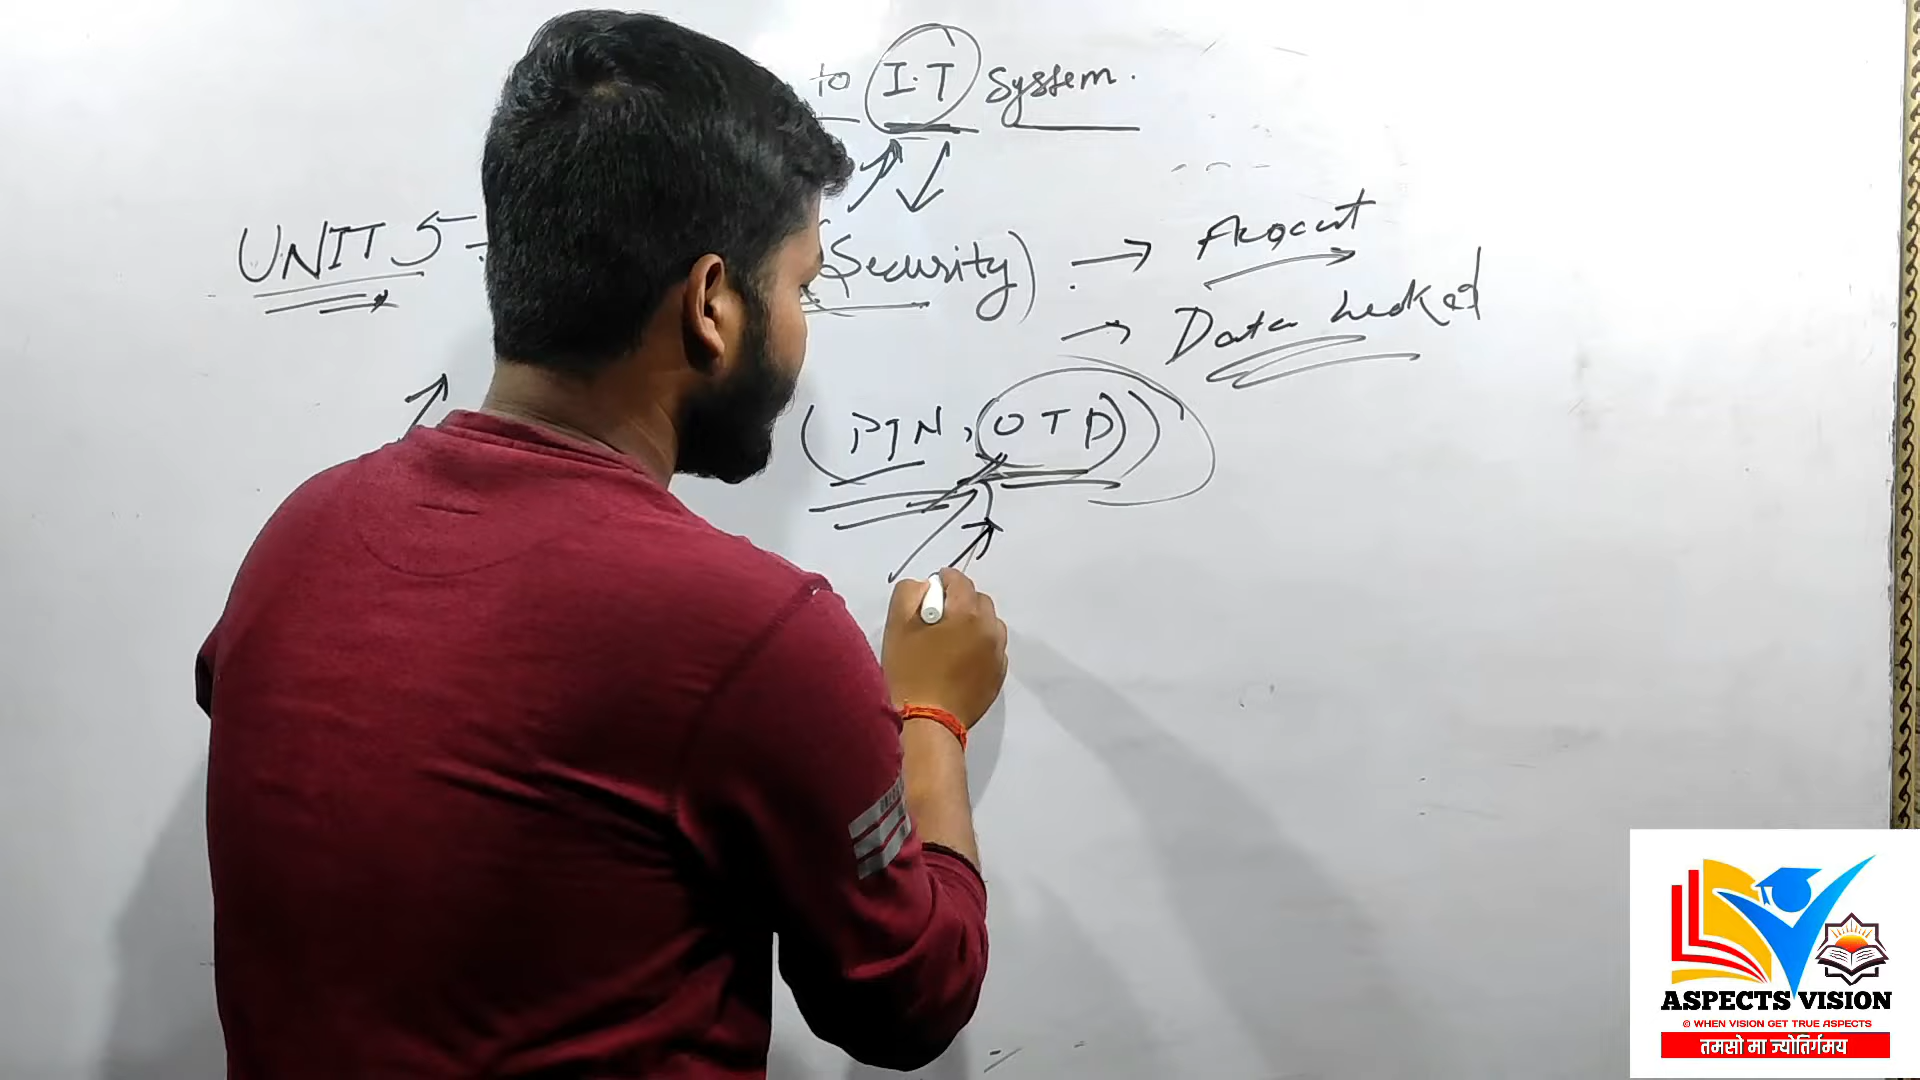 to I.T System.
UNIT 5
(Security) →
→ Data Leaked
(PIN, OTP)
ASPECTS VISION
© WHEN VISION GET TRUE ASPECTS
तमसो मा ज्योतिर्गमय